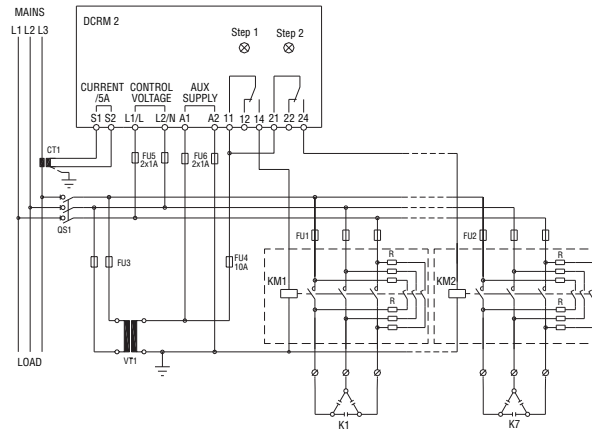 MAINS
L1 L2 L3
DCRM 2
Step 1
Step 2
CURRENT
/5A
CONTROL
VOLTAGE
AUX
SUPPLY
S1 S2 L1/L L2/N A1 A2 11 12 14 21 22 24
CT1
FU5
2x1A
FU6
2x1A
QS1
FU3
FU4
10A
FU1
FU2
R
R
KM1
KM2
R
R
VT1
LOAD
K1
K7